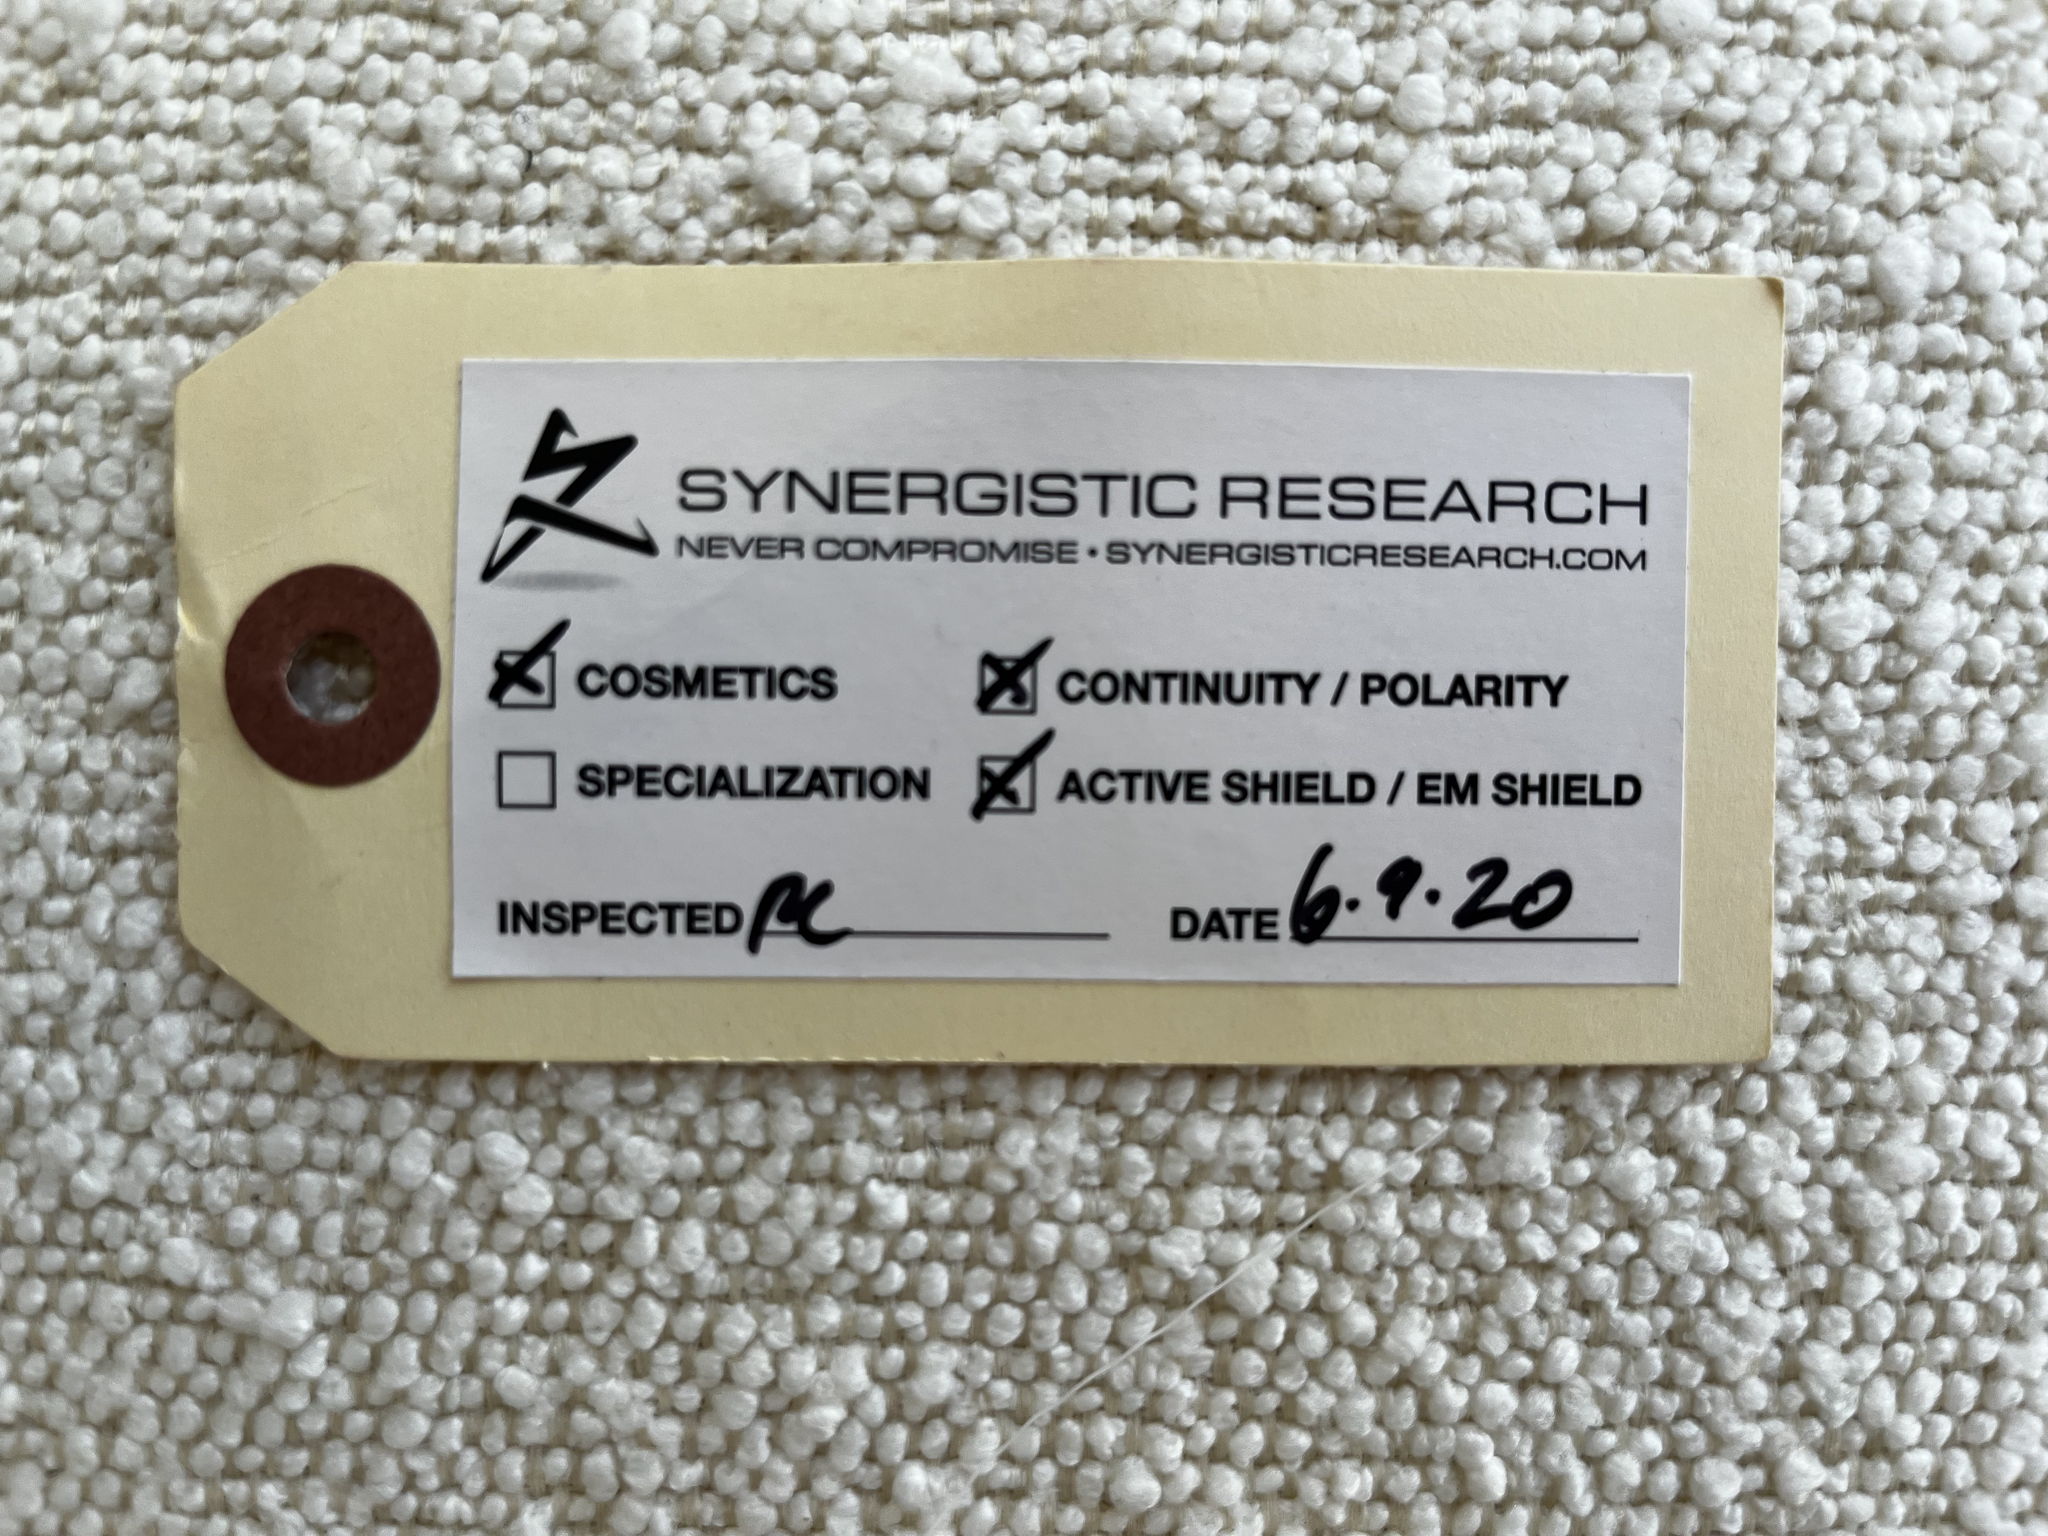 SYNERGISTIC RESEARCH
NEVER COMPROMISE • SYNERGISTICRESEARCH.COM
COSMETICS CONTINUITY / POLARITY
SPECIALIZATION ACTIVE SHIELD / EM SHIELD
INSPECTED DATE 6.9.20